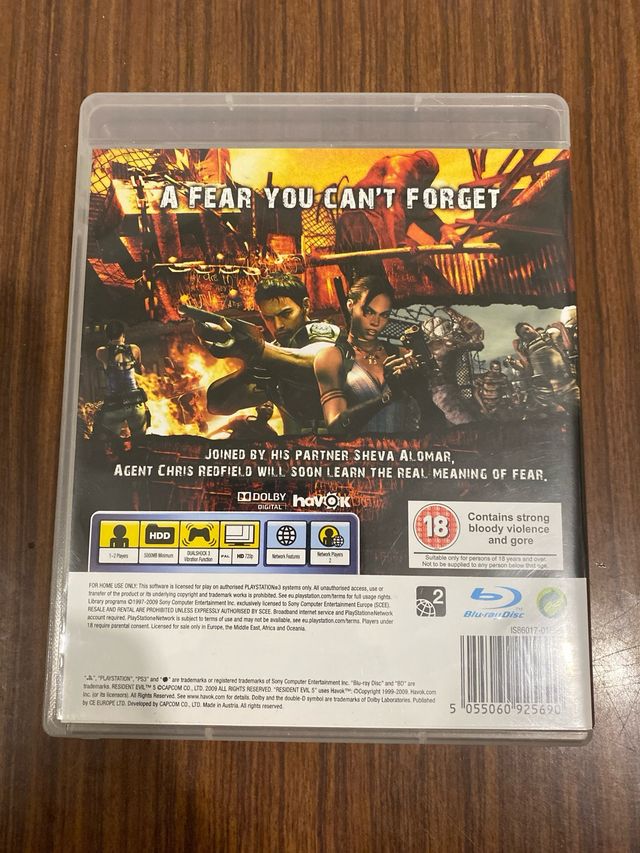 A FEAR YOU CAN'T FORGET
JOINED BY HIS PARTNER SHEVA ALOMAR,
AGENT CHRIS REDFIELD WILL SOON LEARN THE REAL MEANING OF FEAR.
DOLBY
DIGITAL
havok
18
Contains strong
bloody violence
and gore
Suitable only for persons of 18 years and over.
Not to be supplied to any person below that age.
HDD
1-2 Players
5000MB Minimum
DUALSHOCK 3
Vibration Function
PAL
HD 720p
Network Features
Network Players
2
FOR HOME USE ONLY: This software is licensed for play on authorised PLAYSTATION®3 systems only. All unauthorised access, use or
transfer of the product or its underlying copyright and trademark works is prohibited. See eu.playstation.com/terms for full usage rights.
Library programs ©1997-2009 Sony Computer Entertainment Inc. exclusively licensed to Sony Computer Entertainment Europe (SCEE).
RESALE AND RENTAL ARE PROHIBITED UNLESS EXPRESSLY AUTHORISED BY SCEE. Broadband internet service and PlayStation®Network
account required. PlayStation®Network is subject to terms of use and may not be available, see eu.playstation.com/terms. Players under
18 require parental consent. Licensed for sale only in Europe, the Middle East, Africa and Oceania.
2
Blu-ray Disc
"PLAYSTATION", "PS3" and " " are trademarks or registered trademarks of Sony Computer Entertainment Inc. "Blu-ray Disc" and "BD" are
trademarks. RESIDENT EVIL™ 5 ©CAPCOM CO., LTD. 2009 ALL RIGHTS RESERVED. "RESIDENT EVIL 5" uses Havok™: ©Copyright 1999-2009. Havok.com
Inc. (or its licensors). All Rights Reserved. See www.havok.com for details. Dolby and the double-D symbol are trademarks of Dolby Laboratories. Published
by CE EUROPE LTD. Developed by CAPCOM CO., LTD. Made in Austria. All rights reserved.
5 055060 925690